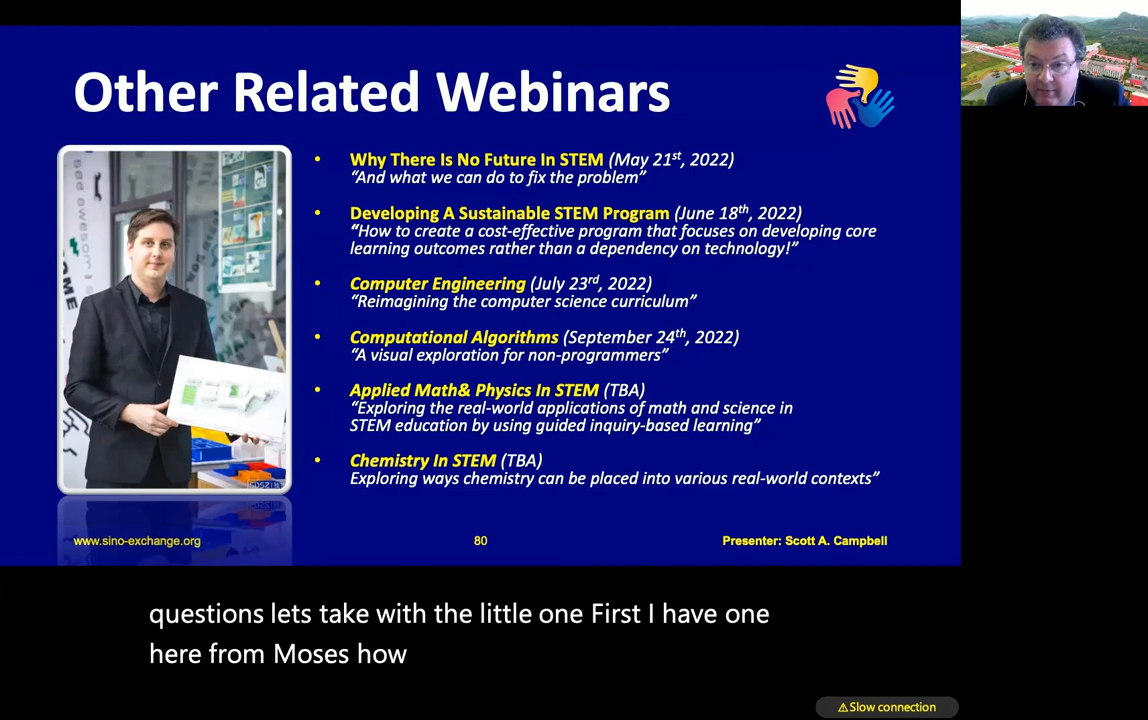 Other Related Webinars
• Why There Is No Future In STEM (May 21st, 2022)
“And what we can do to fix the problem”
• Developing A Sustainable STEM Program (June 18th, 2022)
“How to create a cost-effective program that focuses on developing core
learning outcomes rather than a dependency on technology!”
• Computer Engineering (July 23rd, 2022)
“Reimagining the computer science curriculum”
• Computational Algorithms (September 24th, 2022)
“A visual exploration for non-programmers”
• Applied Math& Physics In STEM (TBA)
“Exploring the real-world applications of math and science in
STEM education by using guided inquiry-based learning”
• Chemistry In STEM (TBA)
Exploring ways chemistry can be placed into various real-world contexts”
www.sino-exchange.org
80
Presenter: Scott A. Campbell
questions lets take with the little one First I have one
here from Moses how
⚠Slow connection